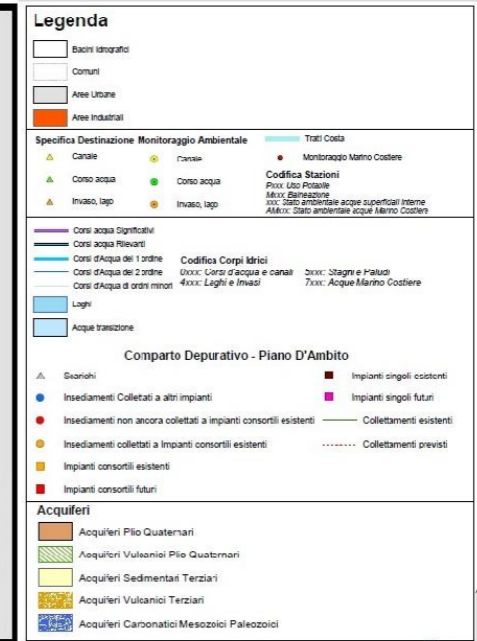 Legenda
Bacini Idrografici
Comuni
Aree Urbane
Aree Industriali
Specifica Destinazione Monitoraggio Ambientale
Tratti Costa
Canale
Canale
Monitoraggio Marino Costiere
Corso acqua
Corso acqua
Codifica Stazioni
Pxxx: Uso Potabile
Mxxx: Balneazione
Invaso, lago
Invaso, lago
xxx: Stato ambientale acque superficiali Interne
AMxxx: Stato ambientale acque Marino Costiere
Corsi acqua Significativi
Corsi acqua Rilevanti
Corsi d'Acqua del 1 ordine
Codifica Corpi Idrici
Corsi d'Acqua del 2 ordine
0xxx: Corsi d'acqua e canali
5xxx: Stagni e Paludi
Corsi d'Acqua di ordini minori
4xxx: Laghi e Invasi
7xxx: Acque Marino Costiere
Laghi
Acque transizione
Comparto Depurativo - Piano D'Ambito
Scarichi
Impianti singoli esistenti
Insediamenti Colletati a altri impianti
Impianti singoli futuri
Insediamenti non ancora collettati a impianti consortili esistenti
Collettamenti esistenti
Insediamenti collettati a Impianti consortili esistenti
Collettamenti previsti
Impianti consortili esistenti
Impianti consortili futuri
Acquiferi
Acquiferi Plio Quaternari
Acquiferi Vulcanici Plio Quaternari
Acquiferi Sedimentari Terziari
Acquiferi Vulcanici Terziari
Acquiferi Carbonatici Mesozoici Paleozoici